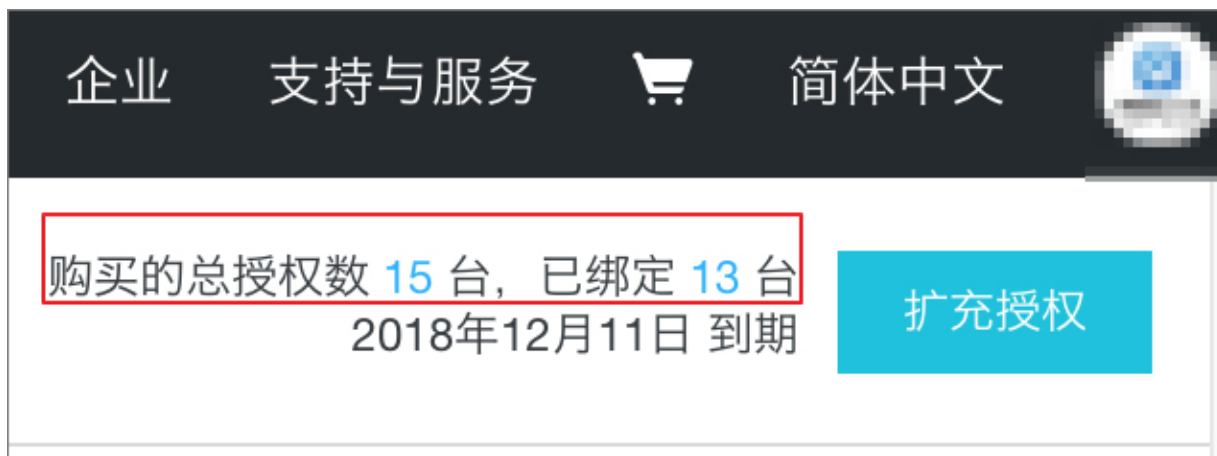 企业 支持与服务 简体中文
购买的总授权数 15 台，已绑定 13 台
2018年12月11日 到期
扩充授权